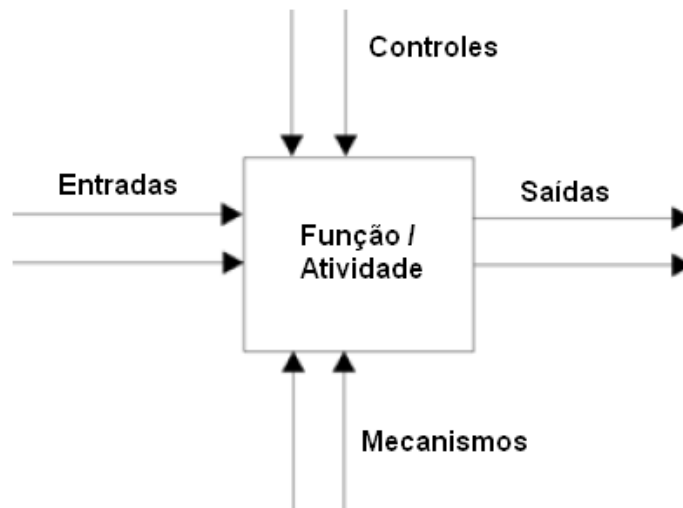 Controles
Entradas
Saídas
Função /
Atividade
Mecanismos